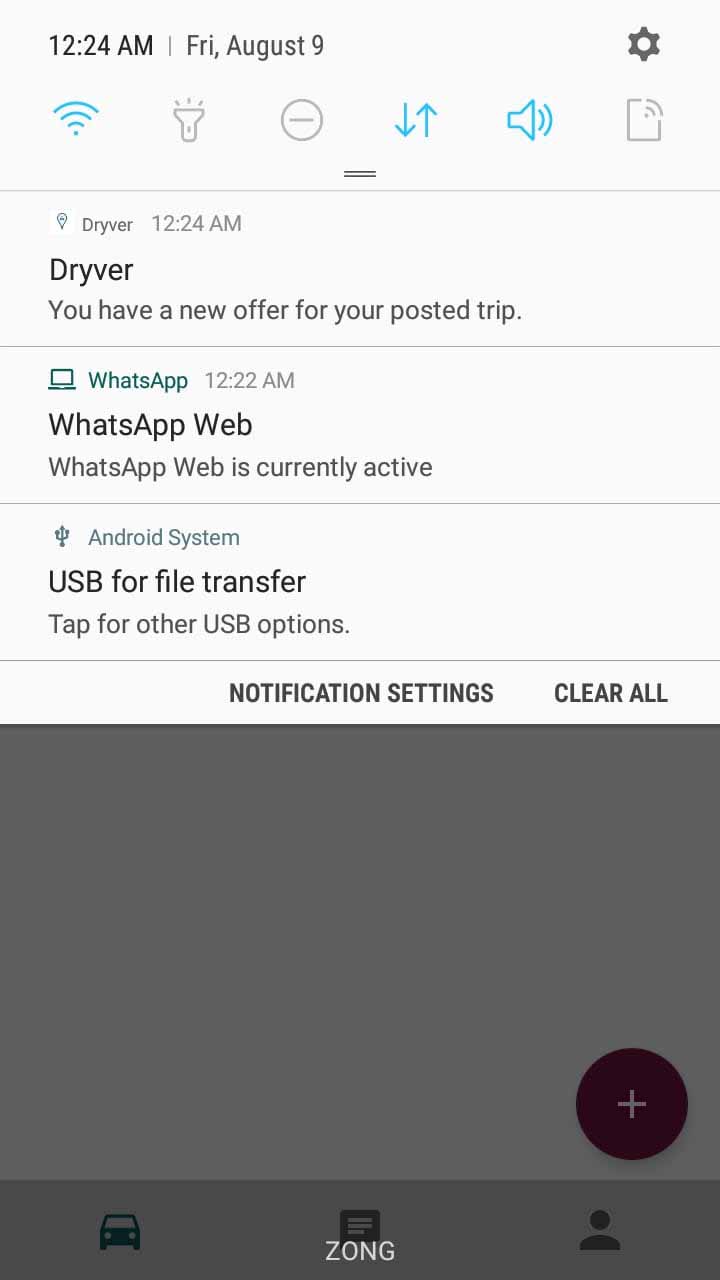 12:24 AM | Fri, August 9
Dryver 12:24 AM
Dryver
You have a new offer for your posted trip.
WhatsApp 12:22 AM
WhatsApp Web
WhatsApp Web is currently active
Android System
USB for file transfer
Tap for other USB options.
NOTIFICATION SETTINGS CLEAR ALL
ZONG